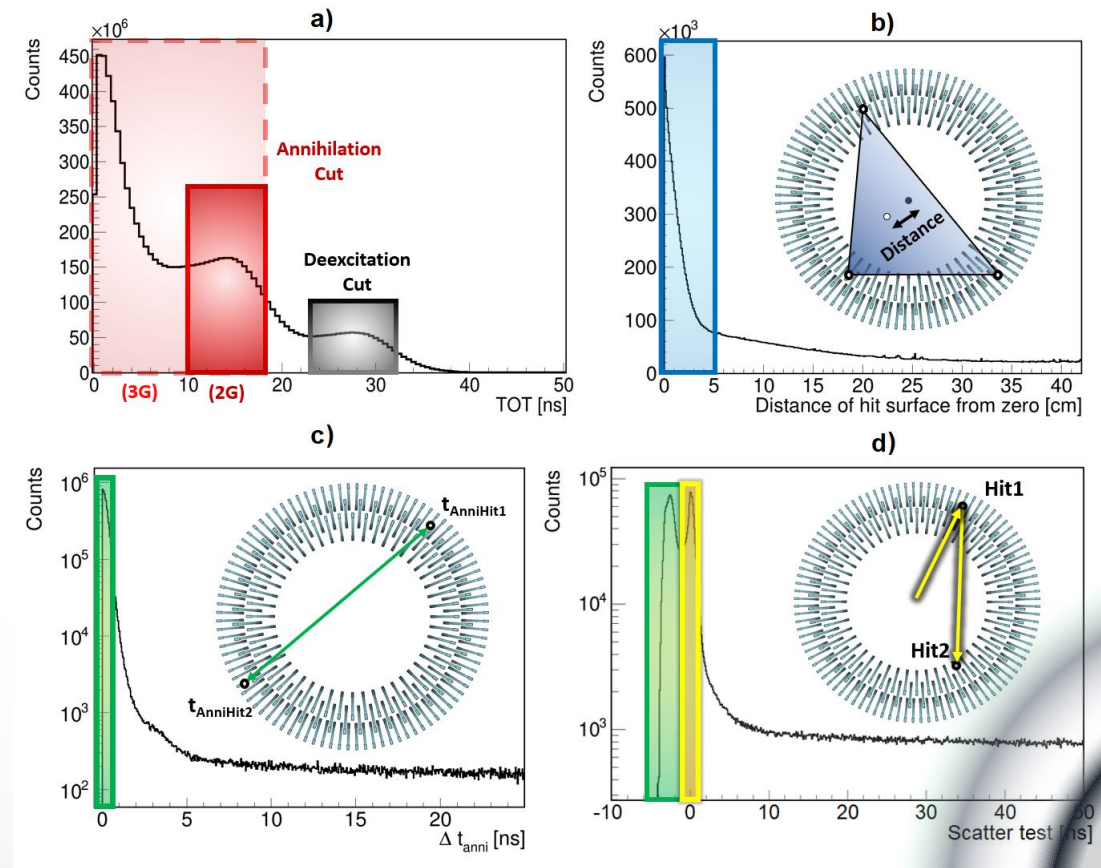 a)
×10⁶
Counts
450
400
350
300
250
200
150
100
50
0
Annihilation
Cut
Deexcitation
Cut
0 10 20 30 40 50
(3G) (2G)
TOT [ns]
b)
×10³
Counts
600
500
400
300
200
100
0
Distance
0 5 10 15 20 25 30 35 40
Distance of hit surface from zero [cm]
c)
Counts
10⁶
10⁵
10⁴
10³
10²
t_AnniHit1
t_AnniHit2
0 5 10 15 20
Δ t_anni [ns]
d)
Counts
10⁵
10⁴
10³
Hit1
Hit2
-10 0 10 20 30 40 50
Scatter test [ns]